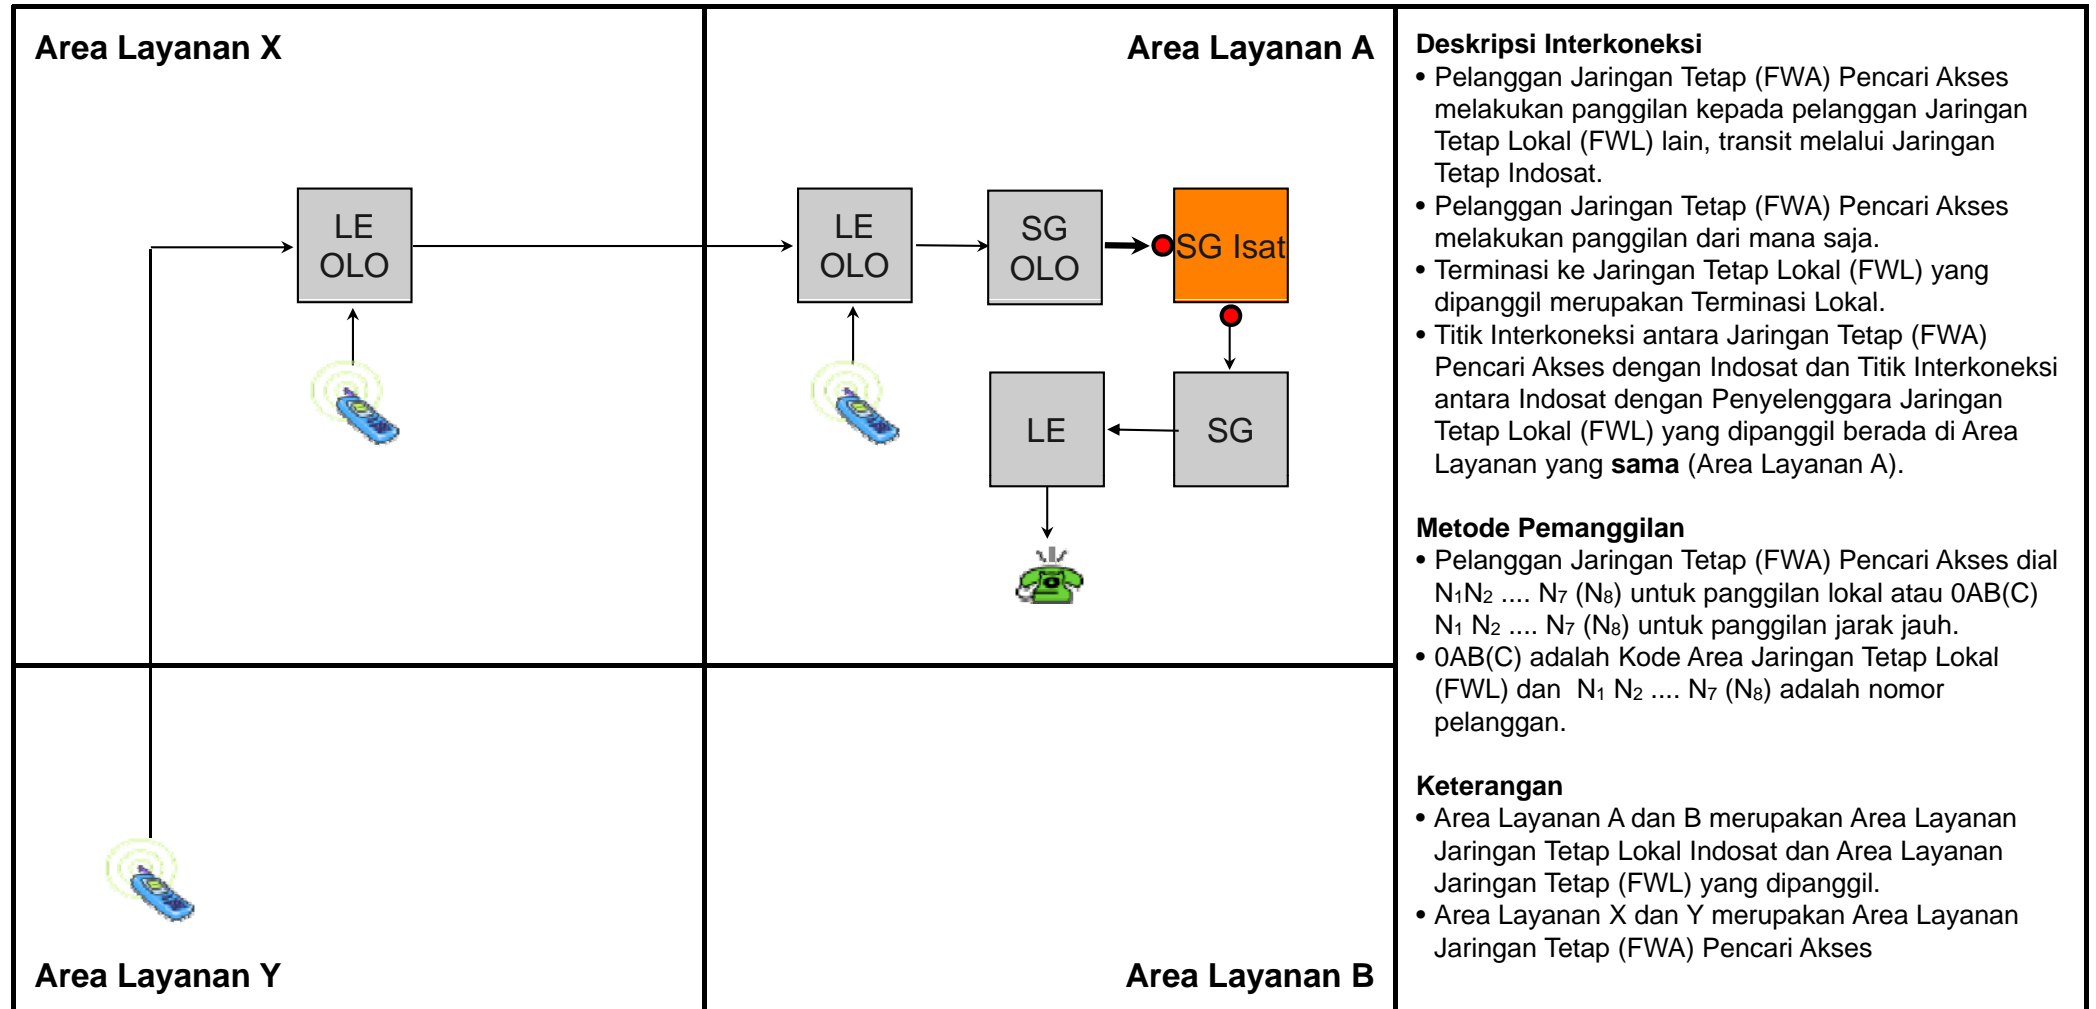 Area Layanan X
Area Layanan A
LE
OLO
LE
OLO
SG
OLO
SG Isat
LE
SG
Area Layanan Y
Area Layanan B
Deskripsi Interkoneksi
• Pelanggan Jaringan Tetap (FWA) Pencari Akses
melakukan panggilan kepada pelanggan Jaringan
Tetap Lokal (FWL) lain, transit melalui Jaringan
Tetap Indosat.
• Pelanggan Jaringan Tetap (FWA) Pencari Akses
melakukan panggilan dari mana saja.
• Terminasi ke Jaringan Tetap Lokal (FWL) yang
dipanggil merupakan Terminasi Lokal.
• Titik Interkoneksi antara Jaringan Tetap (FWA)
Pencari Akses dengan Indosat dan Titik Interkoneksi
antara Indosat dengan Penyelenggara Jaringan
Tetap Lokal (FWL) yang dipanggil berada di Area
Layanan yang sama (Area Layanan A).
Metode Pemanggilan
• Pelanggan Jaringan Tetap (FWA) Pencari Akses dial
N₁N₂ .... N₇ (N₈) untuk panggilan lokal atau 0AB(C)
N₁ N₂ .... N₇ (N₈) untuk panggilan jarak jauh.
• 0AB(C) adalah Kode Area Jaringan Tetap Lokal
(FWL) dan N₁ N₂ .... N₇ (N₈) adalah nomor
pelanggan.
Keterangan
• Area Layanan A dan B merupakan Area Layanan
Jaringan Tetap Lokal Indosat dan Area Layanan
Jaringan Tetap (FWL) yang dipanggil.
• Area Layanan X dan Y merupakan Area Layanan
Jaringan Tetap (FWA) Pencari Akses